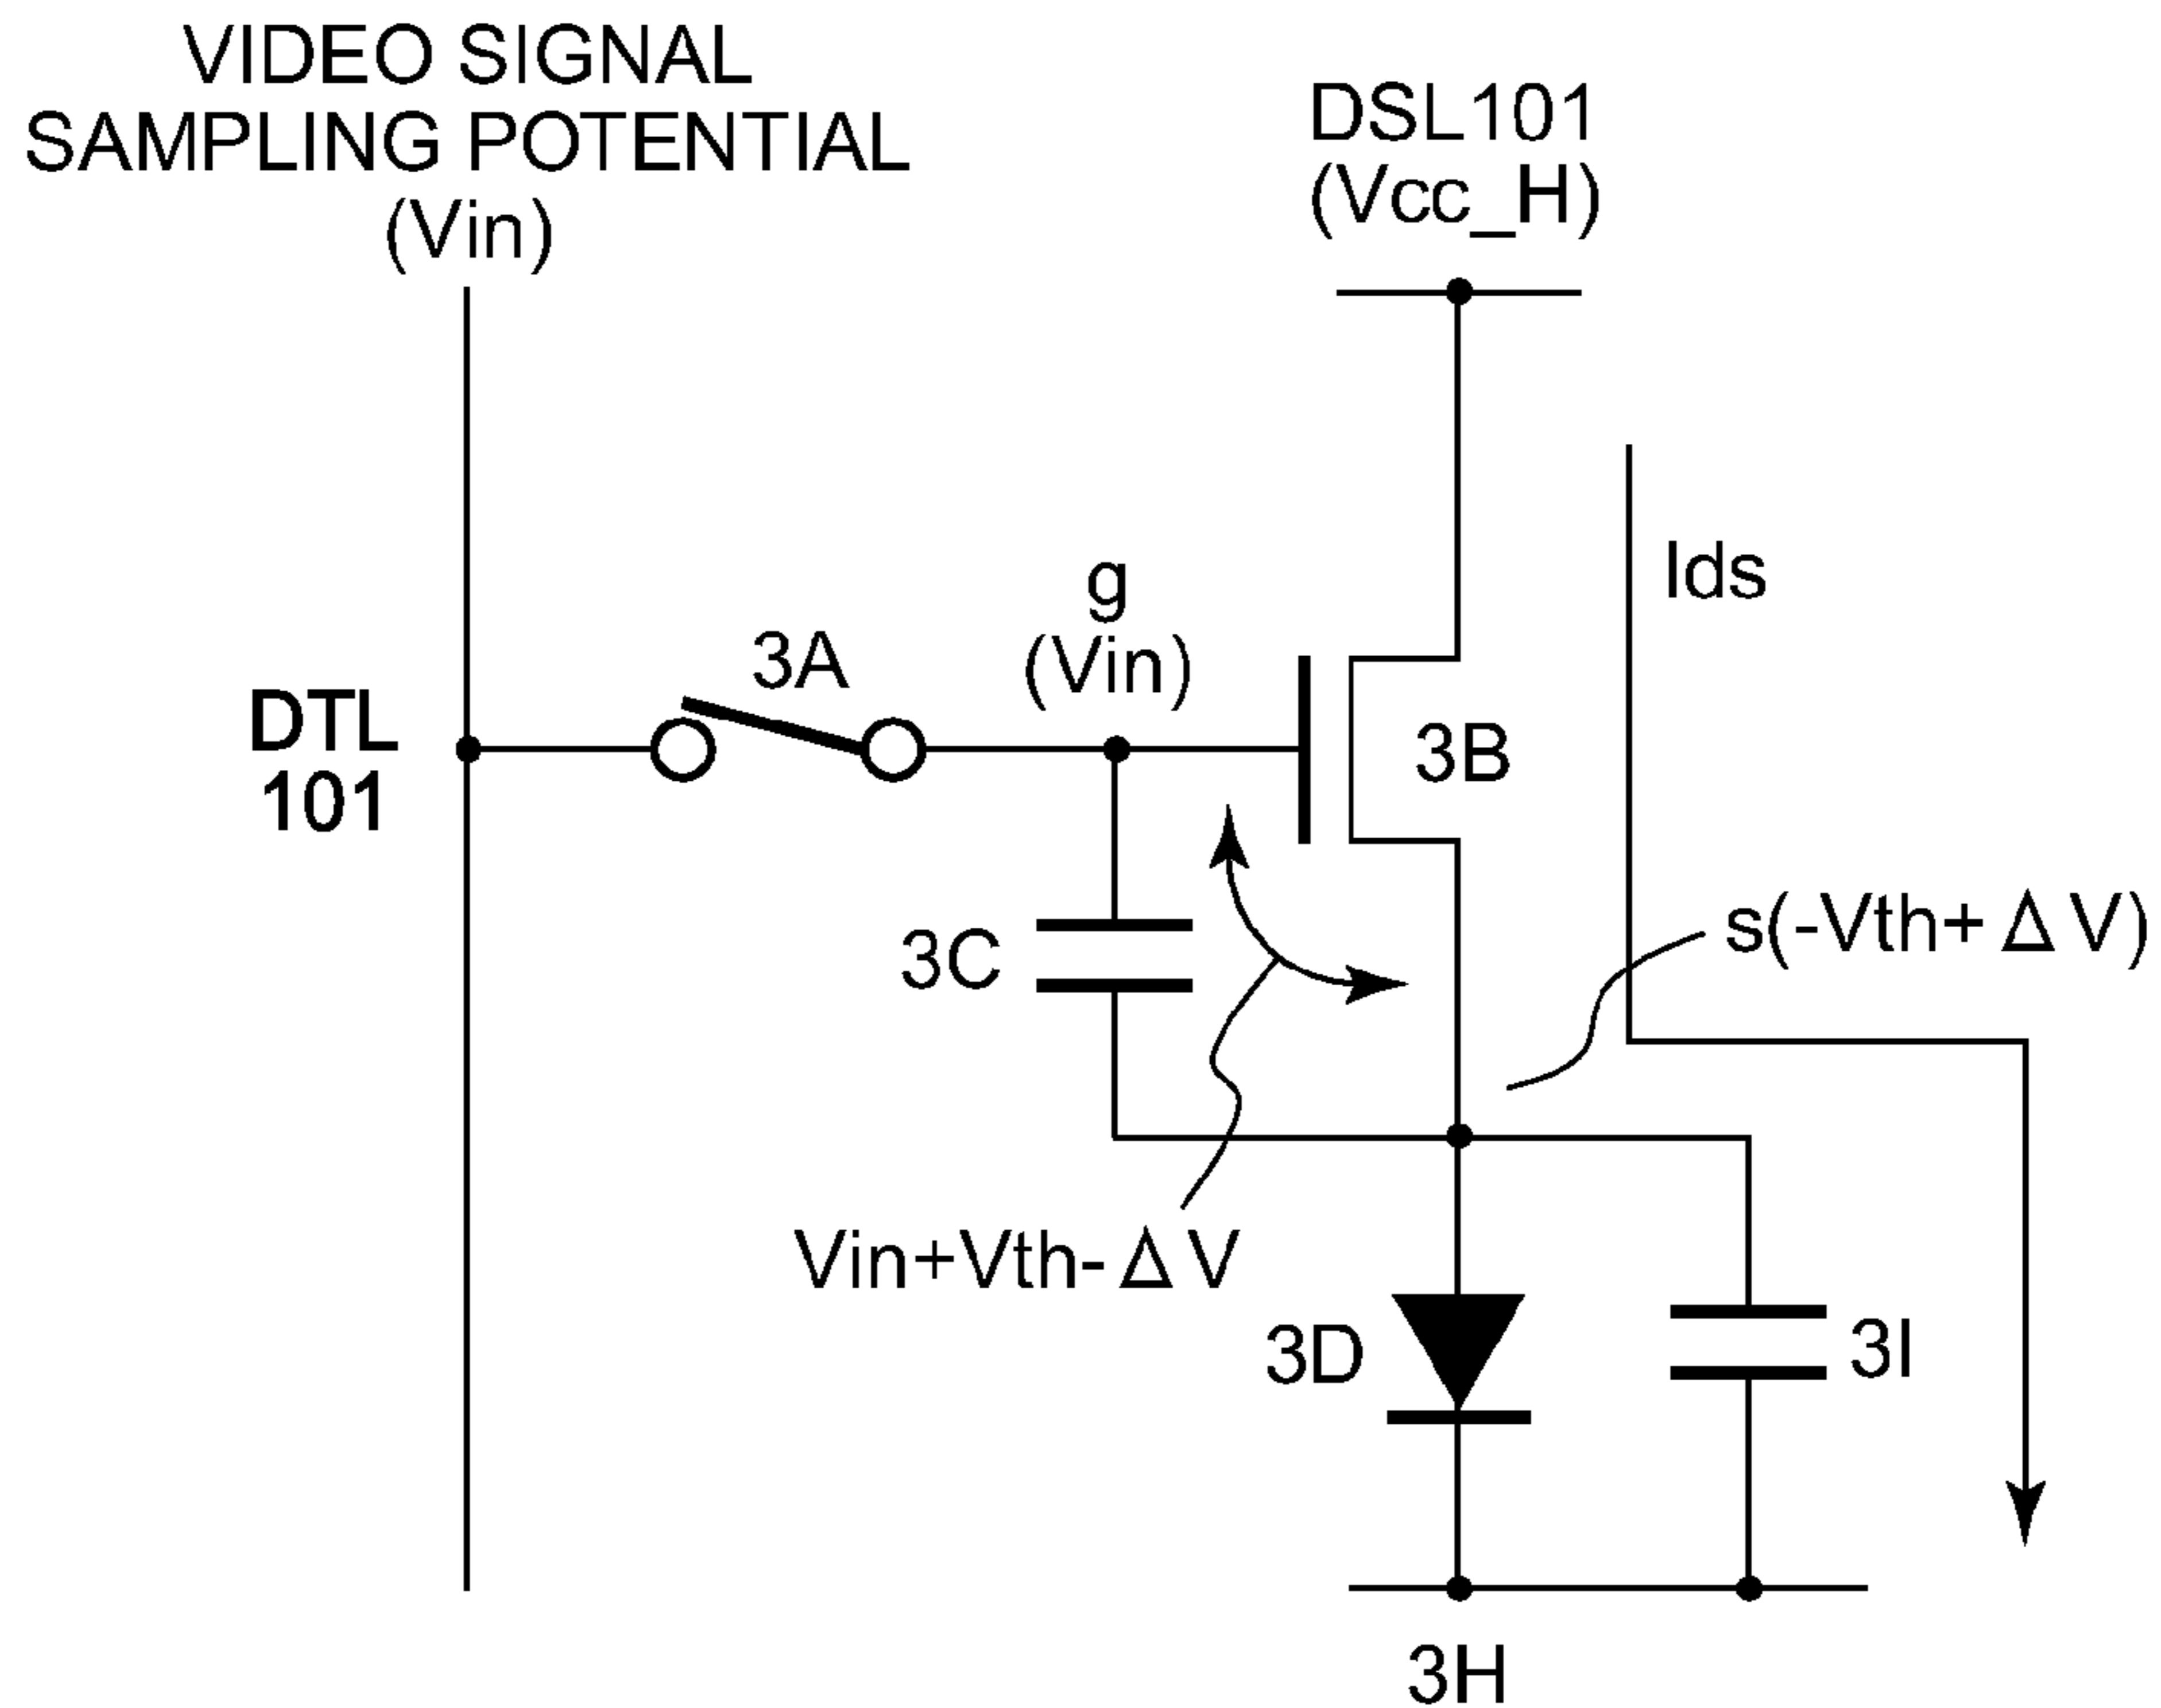 VIDEO SIGNAL
SAMPLING POTENTIAL
(Vin)
DSL101
(Vcc_H)
Ids
g
(Vin)
3A
DTL
101
3B
3C
s(-Vth+ΔV)
Vin+Vth-ΔV
3D
3I
3H